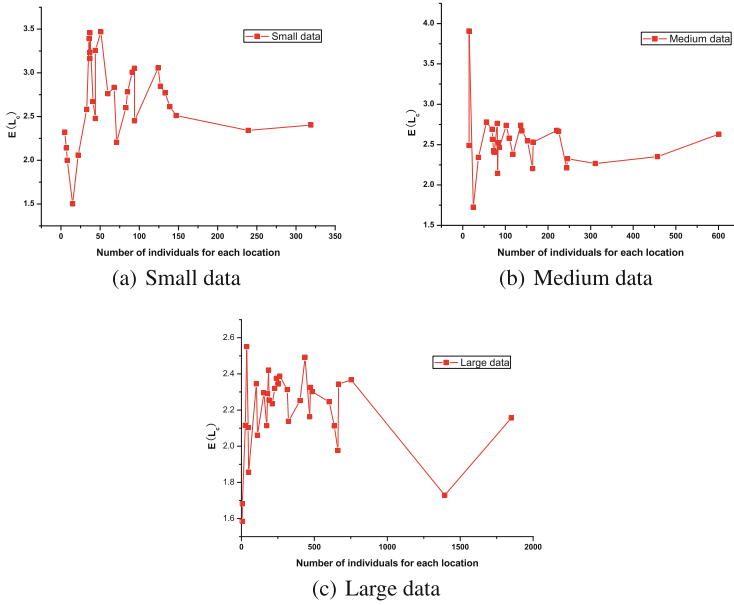 3.5
3.0
2.5
2.0
1.5
E(Lc)
Small data
0 50 100 150 200 250 300 350
Number of individuals for each location
(a) Small data
4.0
3.5
3.0
2.5
2.0
1.5
E(Lc)
Medium data
0 100 200 300 400 500 600
Number of individuals for each location
(b) Medium data
2.6
2.4
2.2
2.0
1.8
1.6
E(Lc)
Large data
0 500 1000 1500 2000
Number of individuals for each location
(c) Large data